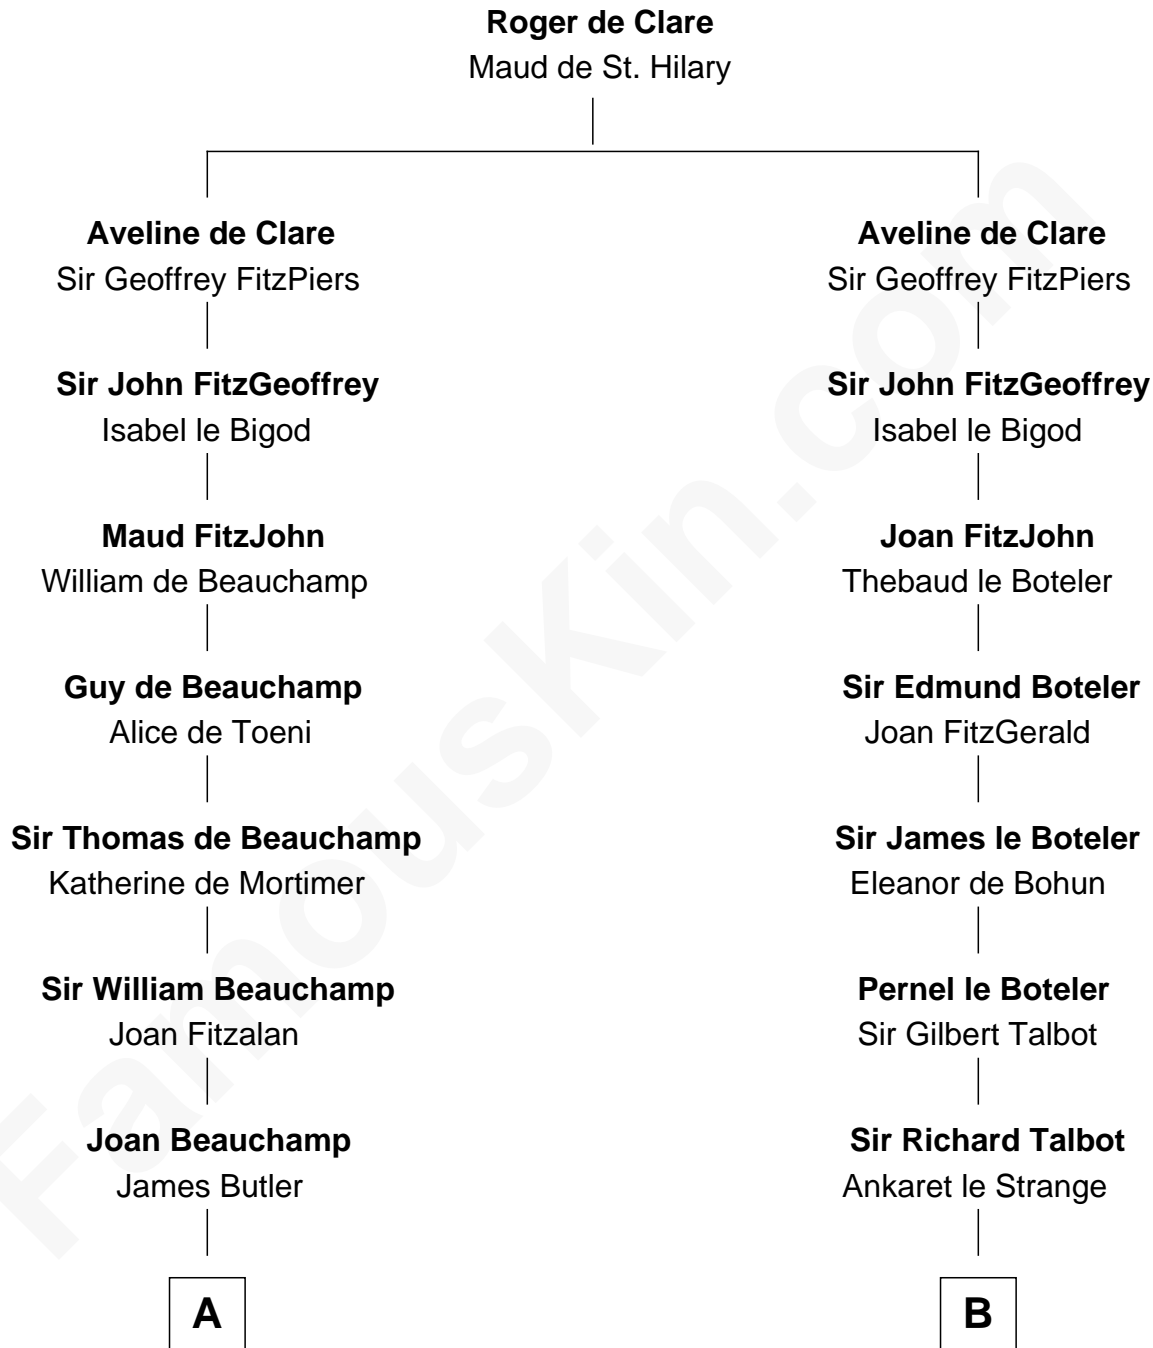 Roger de Clare
Maud de St. Hilary
Aveline de Clare
Sir Geoffrey FitzPiers
Aveline de Clare
Sir Geoffrey FitzPiers
Sir John FitzGeoffrey
Isabel le Bigod
Sir John FitzGeoffrey
Isabel le Bigod
Maud FitzJohn
William de Beauchamp
Joan FitzJohn
Thebaud le Boteler
Guy de Beauchamp
Alice de Toeni
Sir Edmund Boteler
Joan FitzGerald
Sir Thomas de Beauchamp
Katherine de Mortimer
Sir James le Boteler
Eleanor de Bohun
Sir William Beauchamp
Joan Fitzalan
Pernel le Boteler
Sir Gilbert Talbot
Joan Beauchamp
James Butler
Sir Richard Talbot
Ankaret le Strange
A
B
FamousKin.com